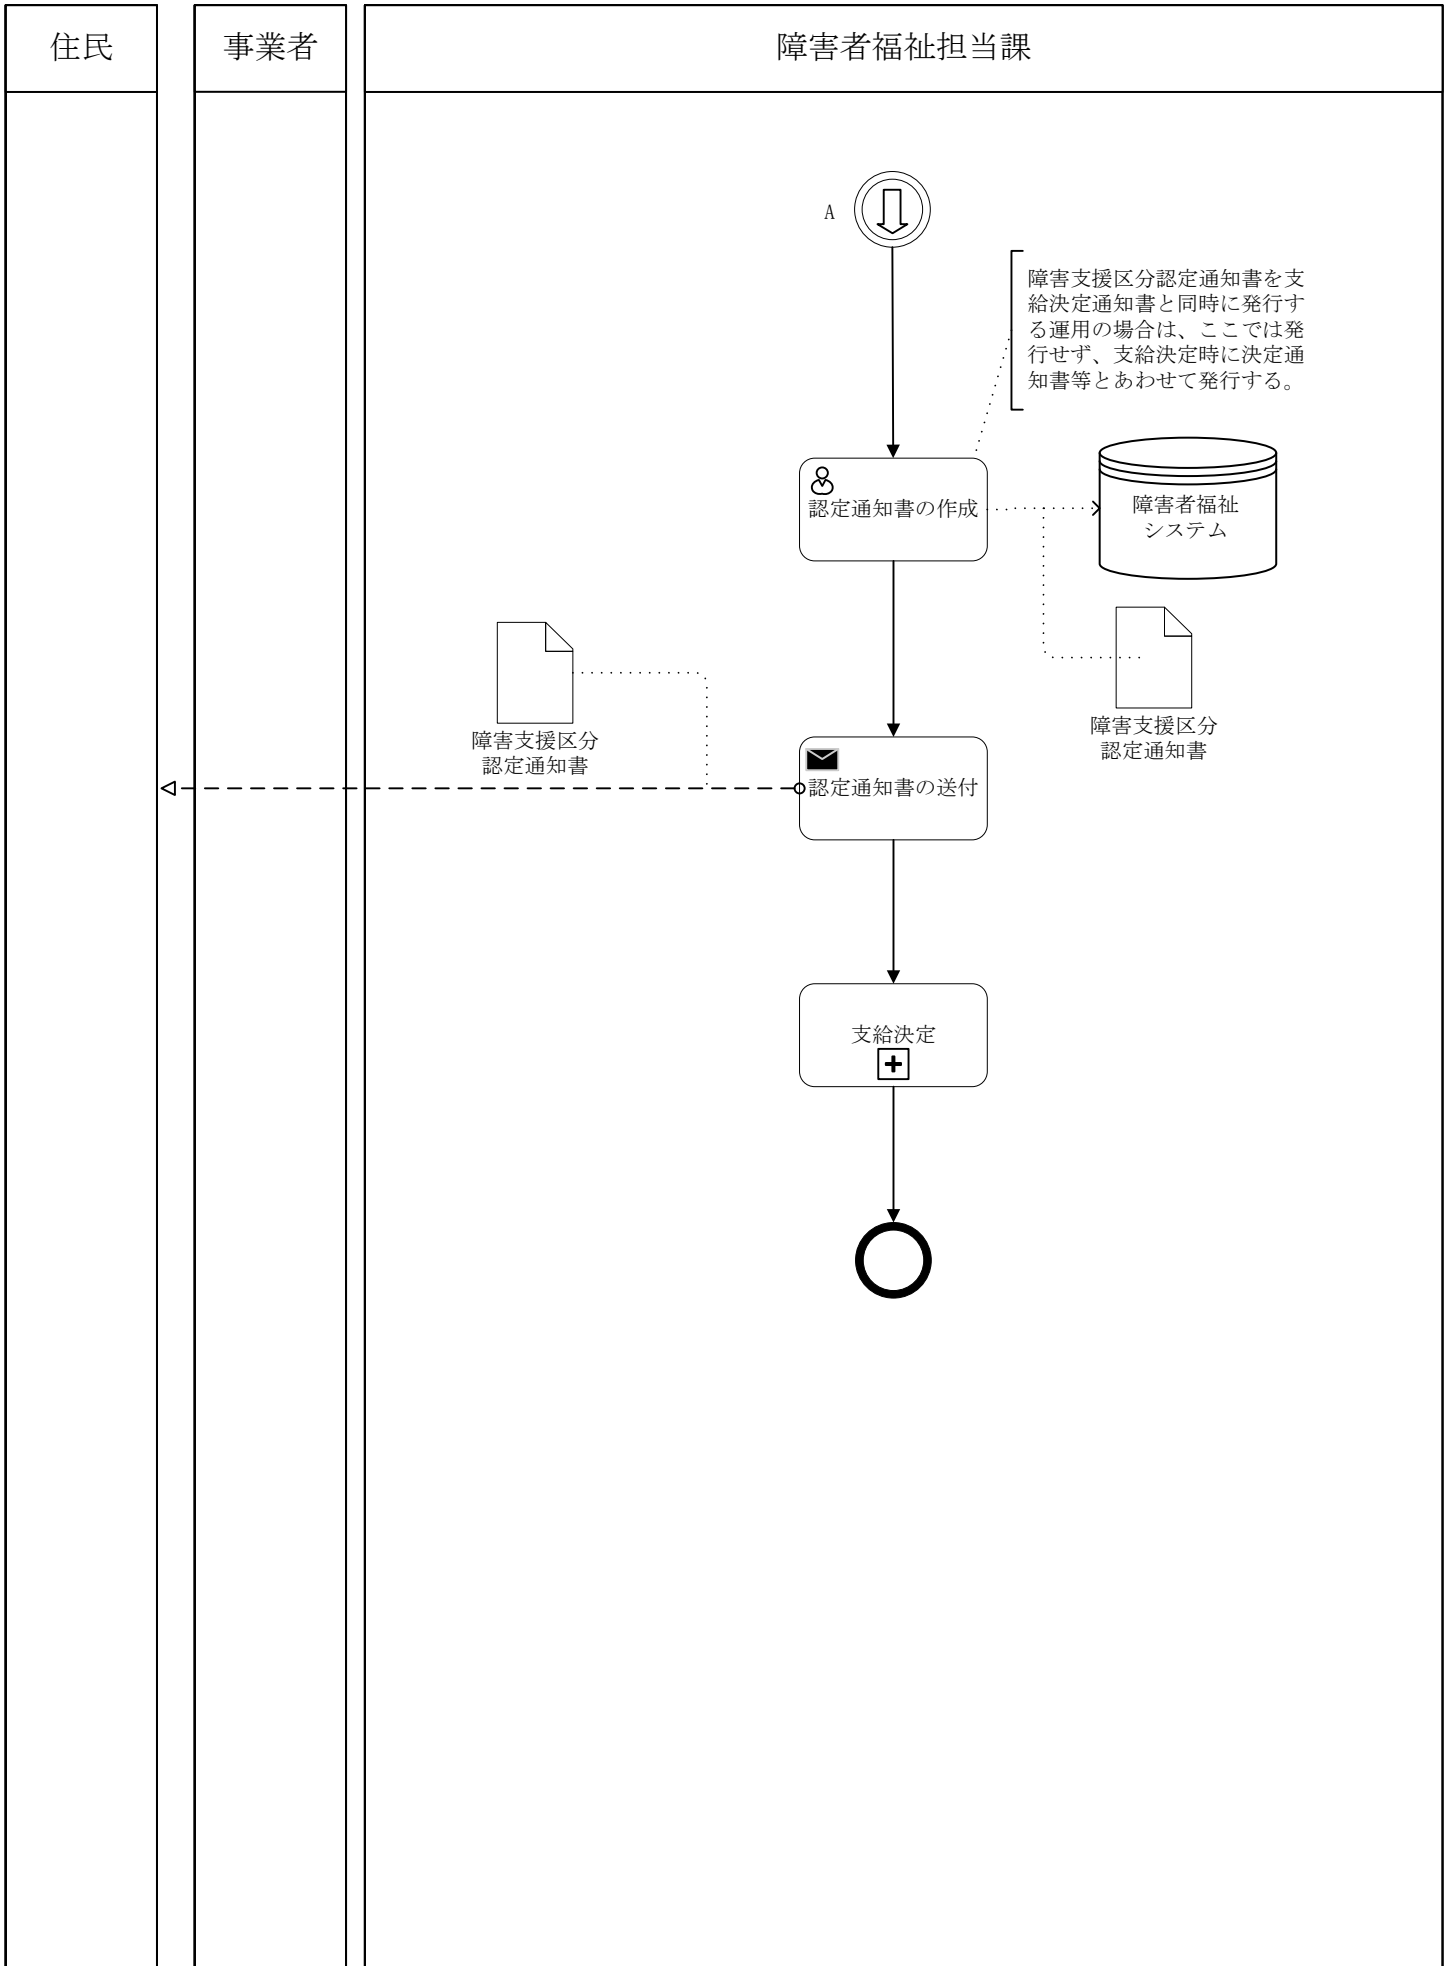 住民
事業者
障害者福祉担当課
A
障害支援区分認定通知書を支
給決定通知書と同時に発行す
る運用の場合は、ここでは発
行せず、支給決定時に決定通
知書等とあわせて発行する。
認定通知書の作成
障害者福祉
システム
障害支援区分
認定通知書
障害支援区分
認定通知書
認定通知書の送付
支給決定